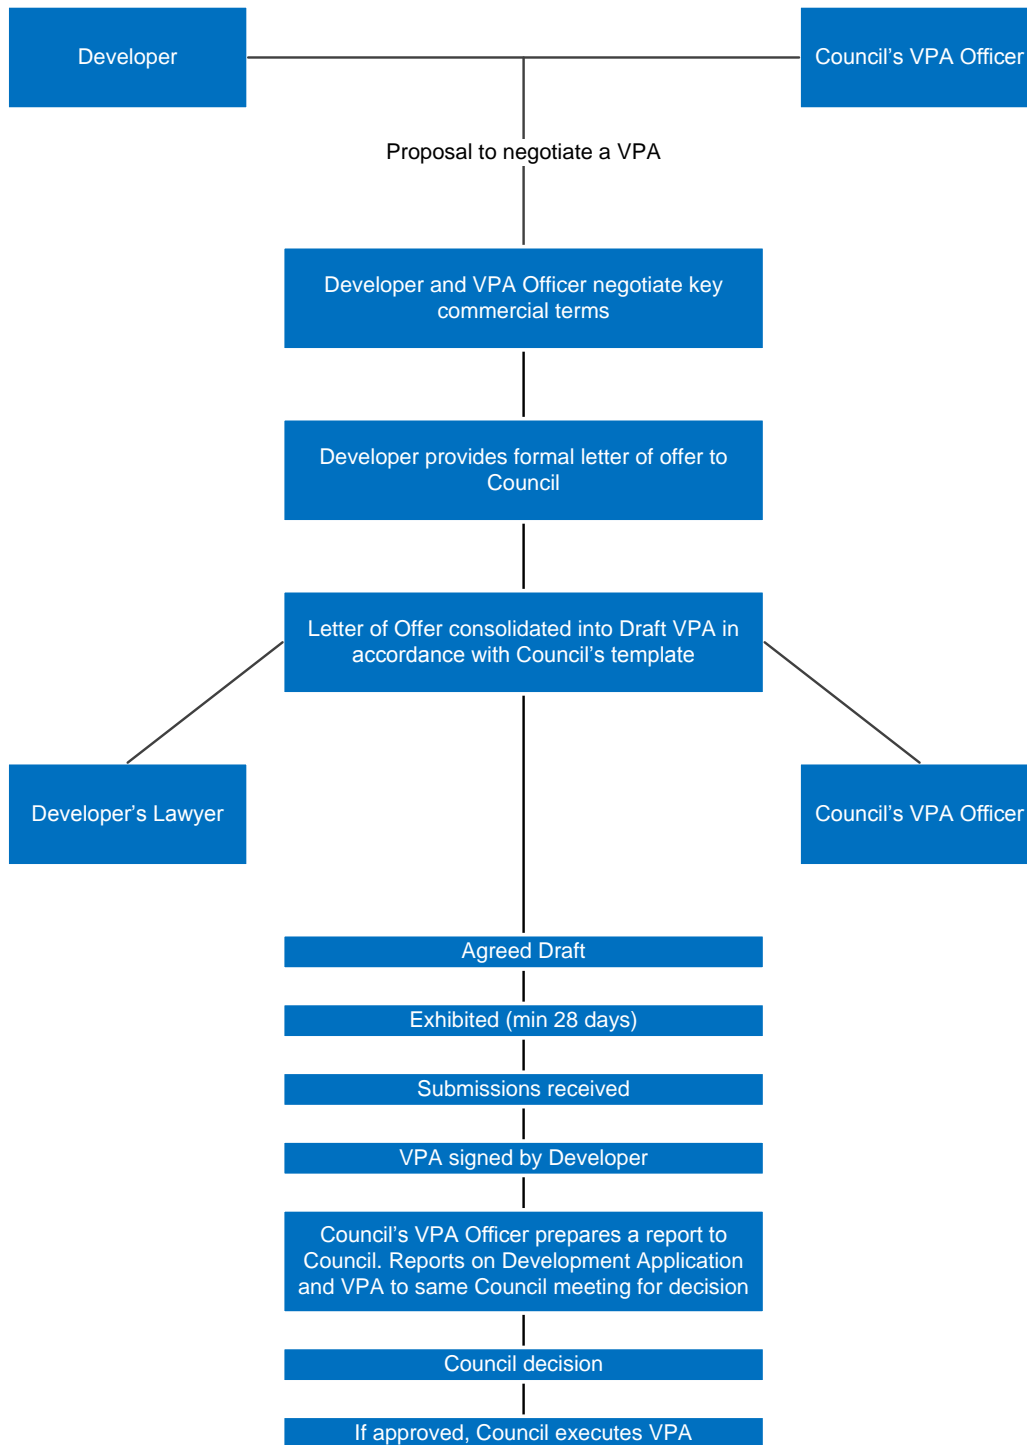 Developer
Council’s VPA Officer
Proposal to negotiate a VPA
Developer and VPA Officer negotiate key
commercial terms
Developer provides formal letter of offer to
Council
Letter of Offer consolidated into Draft VPA in
accordance with Council’s template
Developer’s Lawyer
Council’s VPA Officer
Agreed Draft
Exhibited (min 28 days)
Submissions received
VPA signed by Developer
Council’s VPA Officer prepares a report to
Council. Reports on Development Application
and VPA to same Council meeting for decision
Council decision
If approved, Council executes VPA